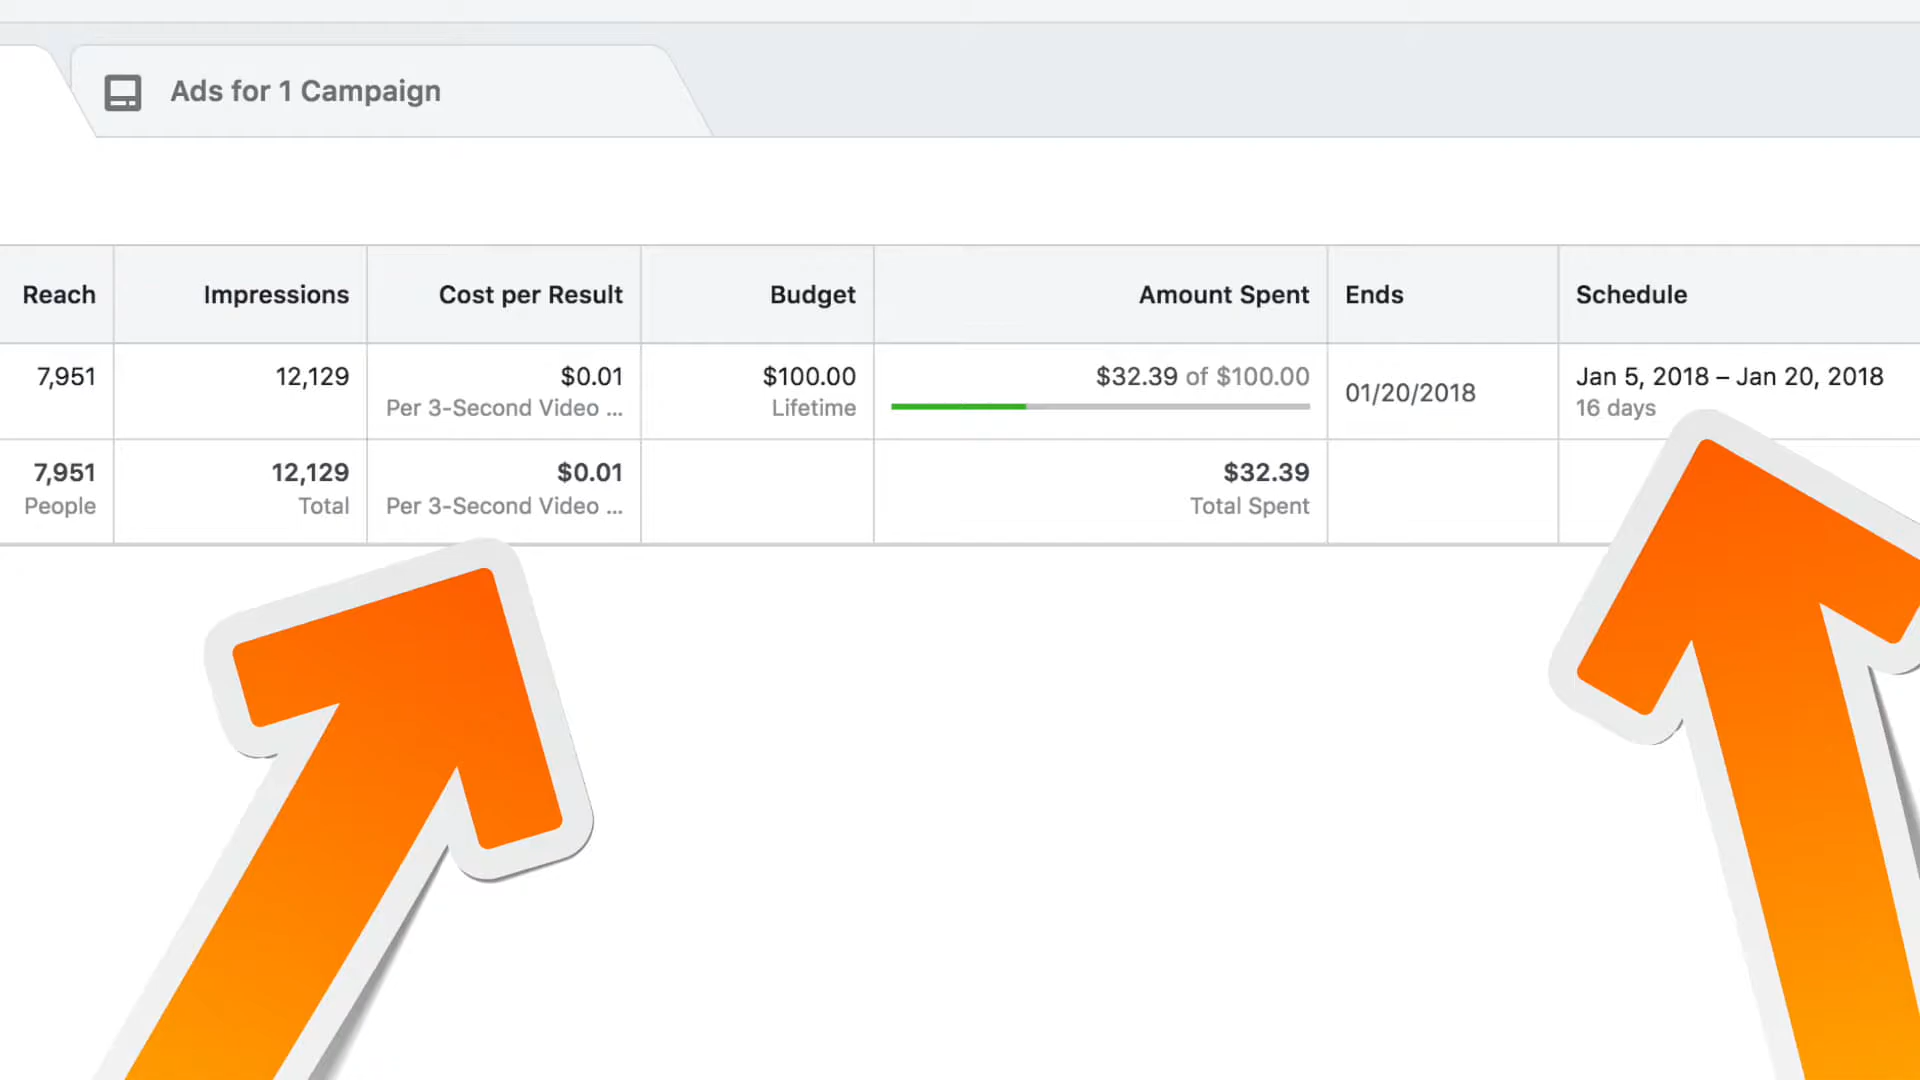 Ads for 1 Campaign
Reach Impressions Cost per Result Budget Amount Spent Ends Schedule
7,951 12,129 $0.01 $100.00 $32.39 of $100.00 01/20/2018 Jan 5, 2018 – Jan 20, 2018
Per 3-Second Video ... Lifetime 16 days
7,951 12,129 $0.01 $32.39
People Total Per 3-Second Video ... Total Spent